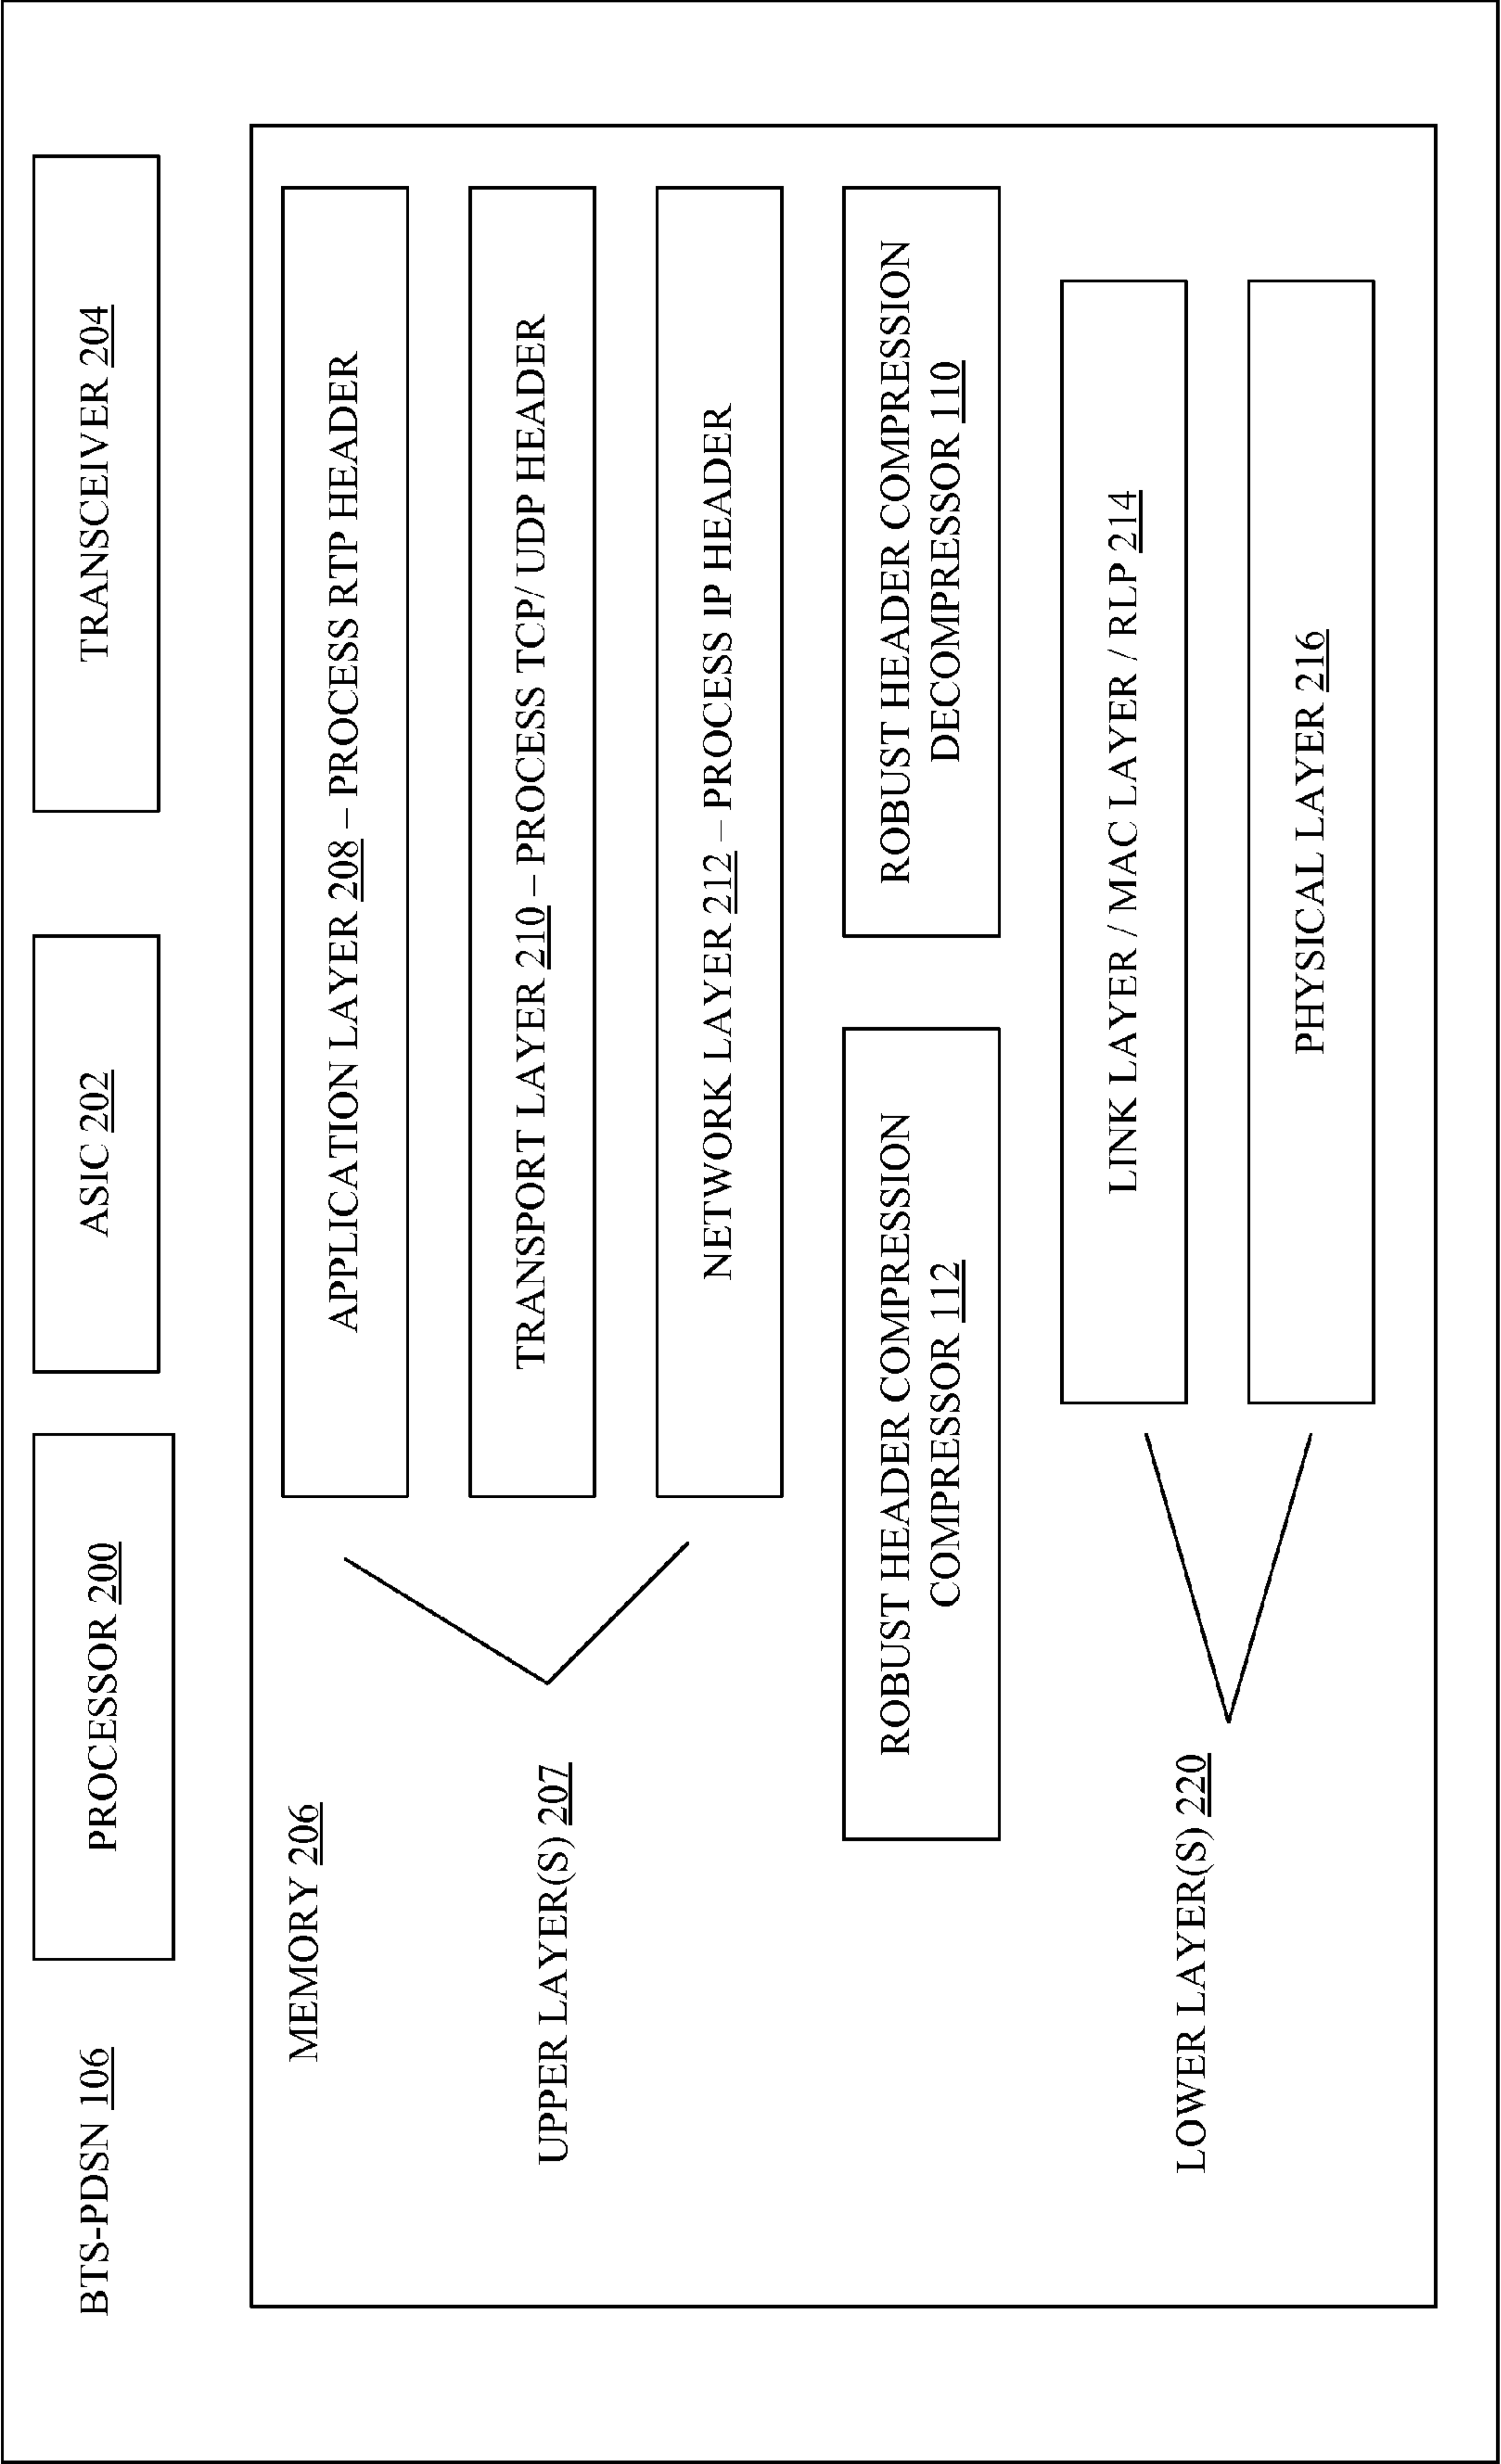 BTS-PDSN 106
PROCESSOR 200
ASIC 202
TRANSCEIVER 204
MEMORY 206
APPLICATION LAYER 208 – PROCESS RTP HEADER
UPPER LAYER(S) 207
TRANSPORT LAYER 210 – PROCESS TCP/ UDP HEADER
NETWORK LAYER 212 – PROCESS IP HEADER
ROBUST HEADER COMPRESSION
COMPRESSOR 112
ROBUST HEADER COMPRESSION
DECOMPRESSOR 110
LOWER LAYER(S) 220
LINK LAYER / MAC LAYER / RLP 214
PHYSICAL LAYER 216